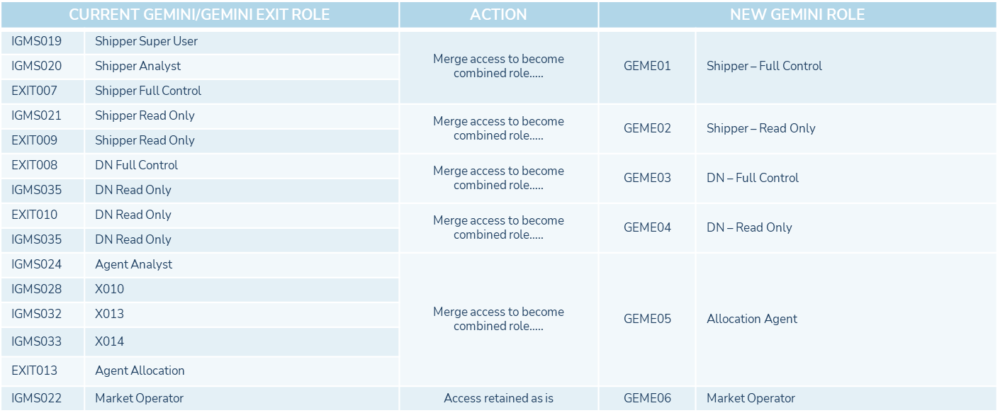 CURRENT GEMINI/GEMINI EXIT ROLE ACTION NEW GEMINI ROLE
IGMS019 Shipper Super User
IGMS020 Shipper Analyst
EXIT007 Shipper Full Control
Merge access to become
combined role.....
GEME01 Shipper – Full Control
IGMS021 Shipper Read Only
EXIT009 Shipper Read Only
Merge access to become
combined role.....
GEME02 Shipper – Read Only
EXIT008 DN Full Control
IGMS035 DN Read Only
Merge access to become
combined role.....
GEME03 DN – Full Control
EXIT010 DN Read Only
IGMS035 DN Read Only
Merge access to become
combined role.....
GEME04 DN – Read Only
IGMS024 Agent Analyst
IGMS028 X010
IGMS032 X013
IGMS033 X014
EXIT013 Agent Allocation
Merge access to become
combined role.....
GEME05 Allocation Agent
IGMS022 Market Operator Access retained as is GEME06 Market Operator